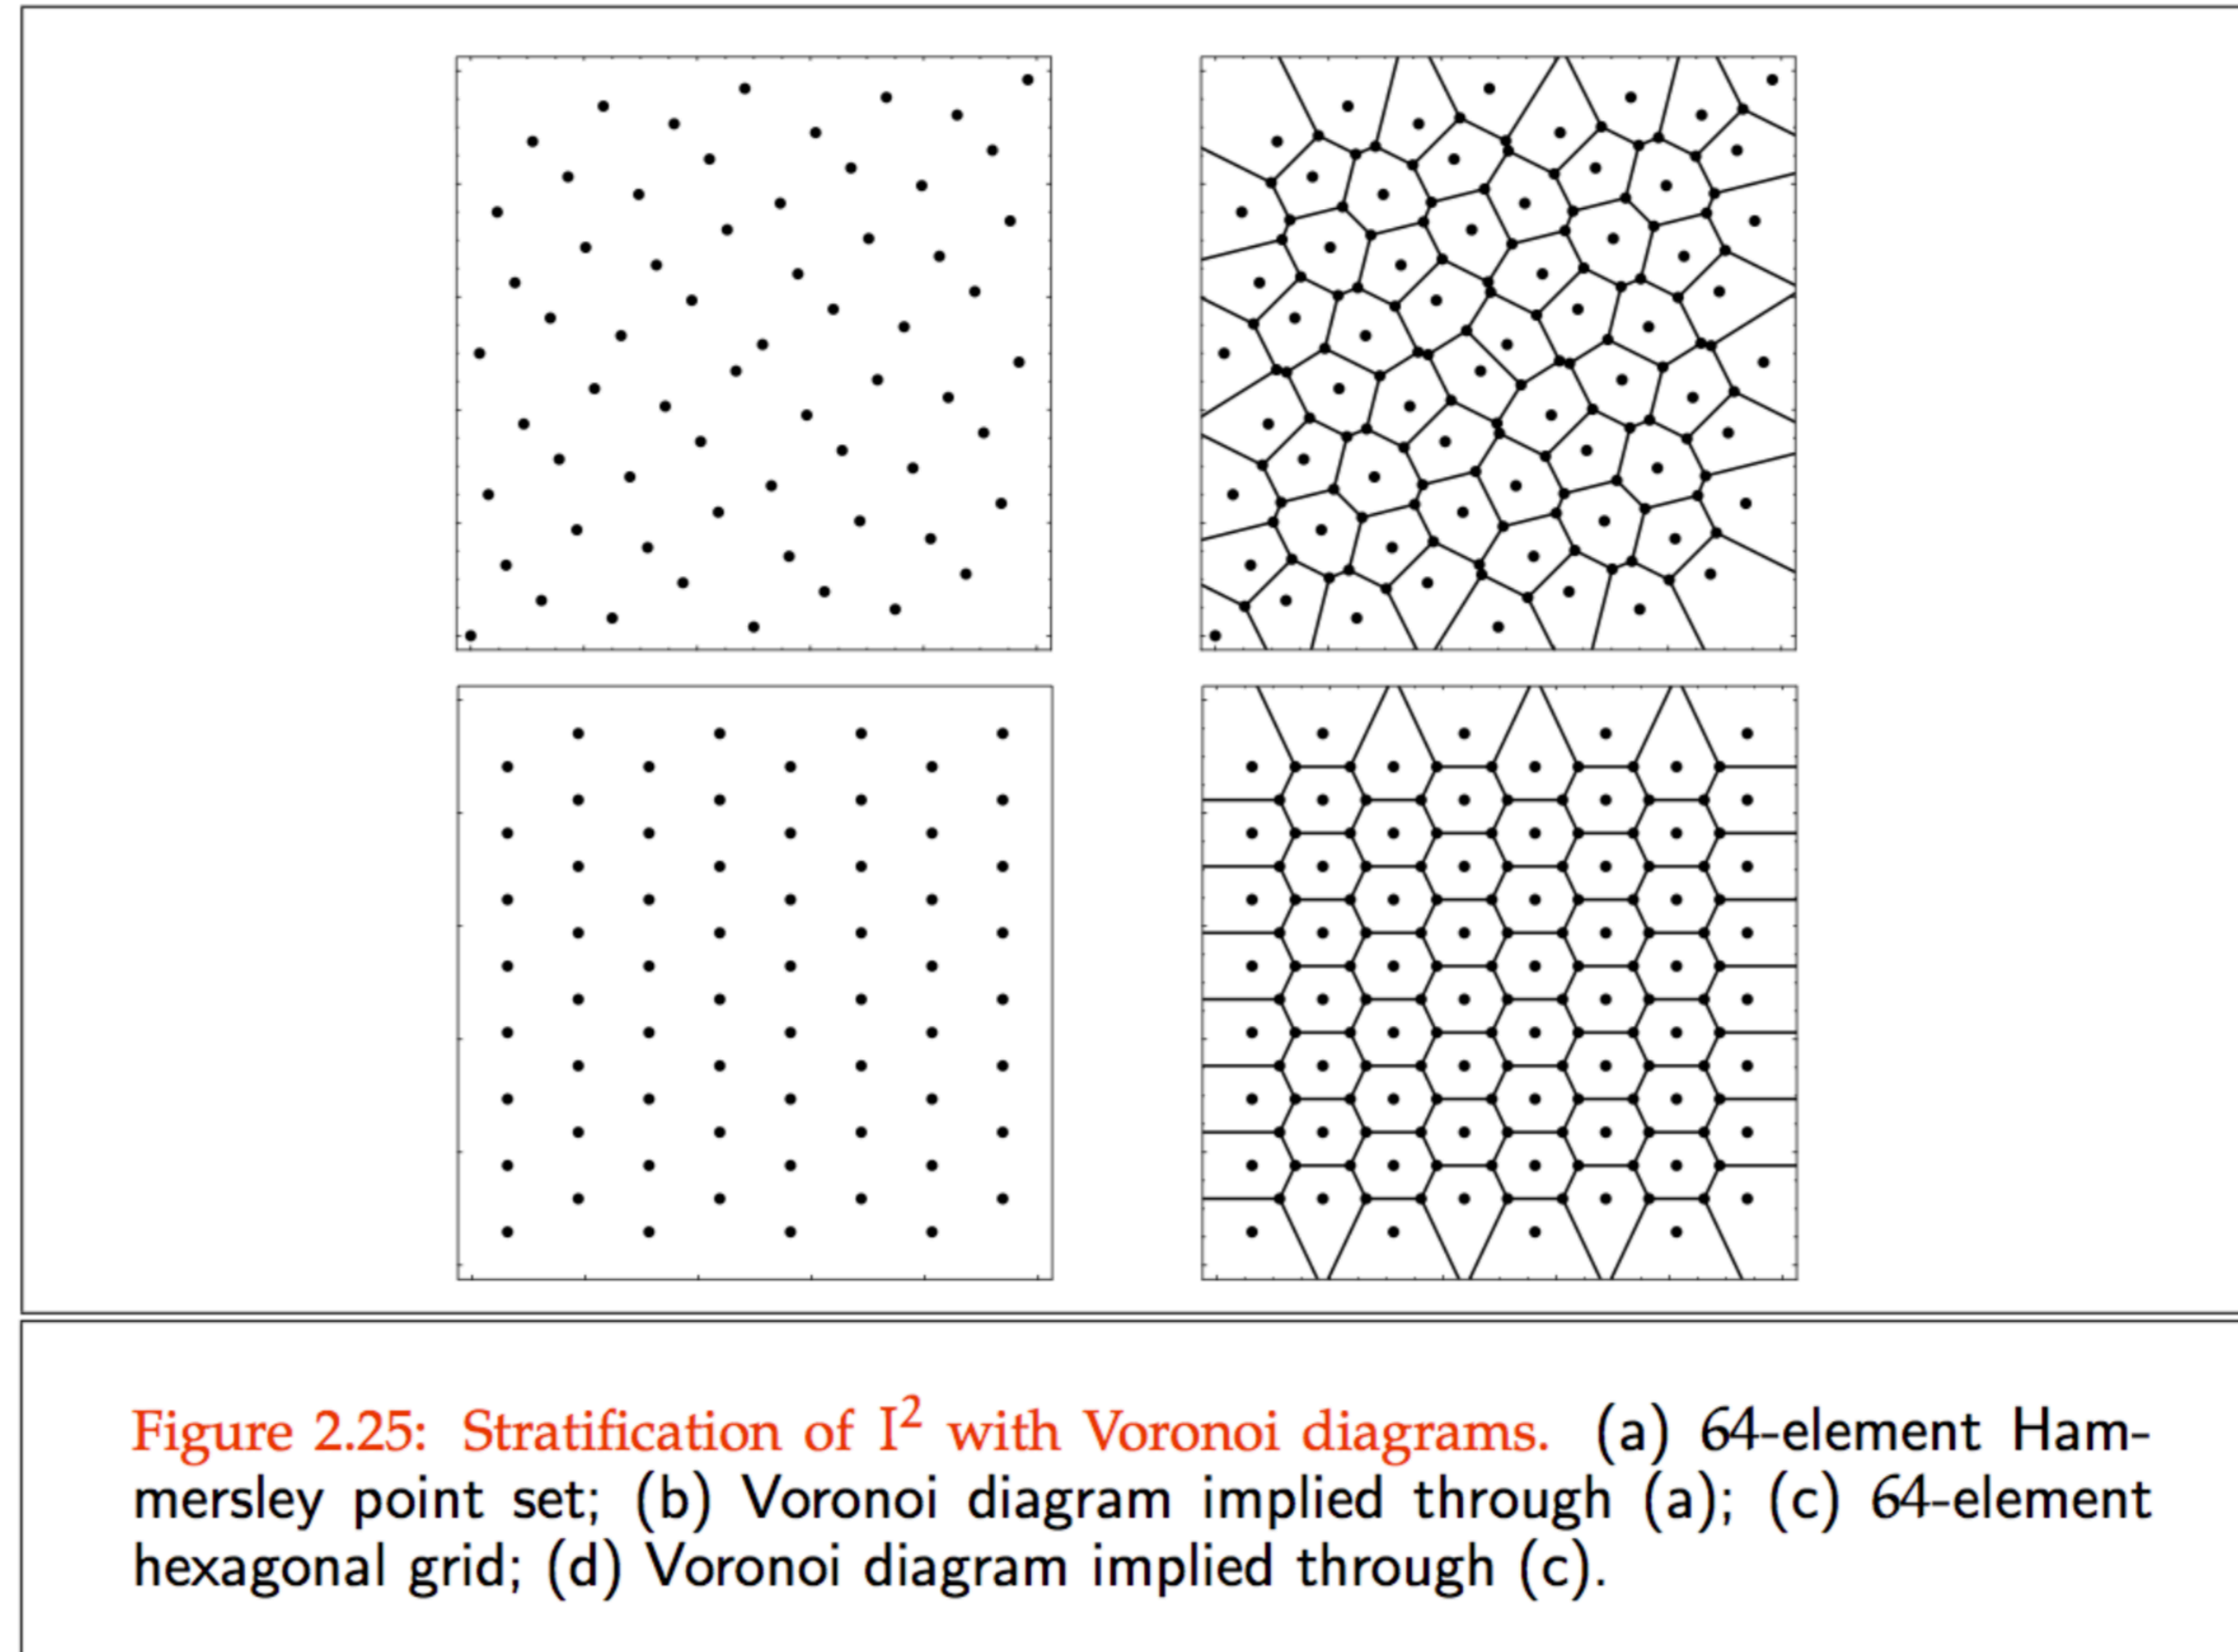 Figure 2.25: Stratification of I² with Voronoi diagrams. (a) 64-element Ham-
mersley point set; (b) Voronoi diagram implied through (a); (c) 64-element
hexagonal grid; (d) Voronoi diagram implied through (c).